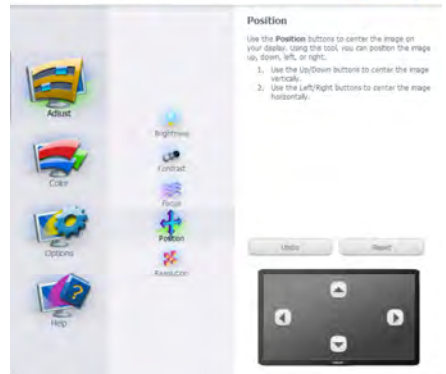 Position
Use the Position buttons to center the image on
your display. Using the tool, you can position the image
up, down, left, or right.
1. Use the Up/Down buttons to center the image
vertically.
2. Use the Left/Right buttons to center the image
horizontally.
Adjust
Color
Options
Help
Brightness
Contrast
Focus
Position
Resolution
Undo
Reset